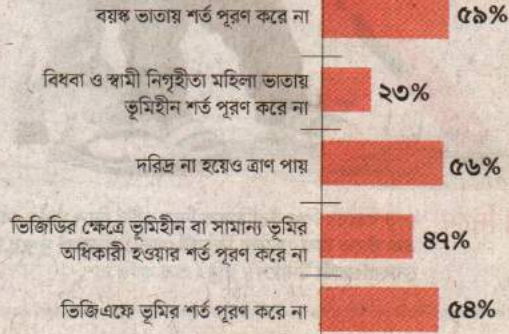 বয়স্ক ভাতায় শর্ত পূরণ করে না
৫৯%
বিধবা ও স্বামী নিগৃহীতা মহিলা ভাতায়
ভূমিহীন শর্ত পূরণ করে না
২৩%
দরিদ্র না হয়েও ত্রাণ পায়
৫৬%
ভিজিডির ক্ষেত্রে ভূমিহীন বা সামান্য ভূমির
অধিকারী হওয়ার শর্ত পূরণ করে না
৪৭%
ভিজিএফে ভূমির শর্ত পূরণ করে না
৫৪%